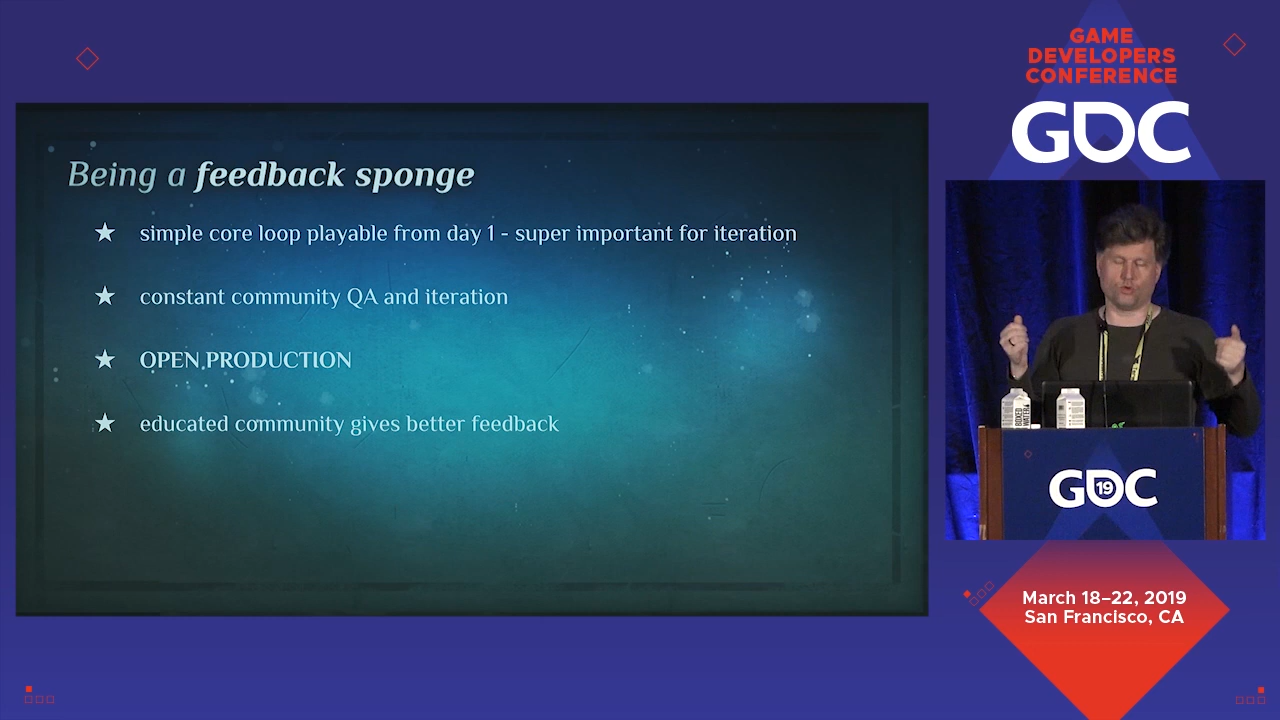 GAME
DEVELOPERS
CONFERENCE
GDC
Being a feedback sponge
★ simple core loop playable from day 1 - super important for iteration
★ constant community QA and iteration
★ OPEN PRODUCTION
★ educated community gives better feedback
BOXED
WATER
GDC
19
March 18–22, 2019
San Francisco, CA